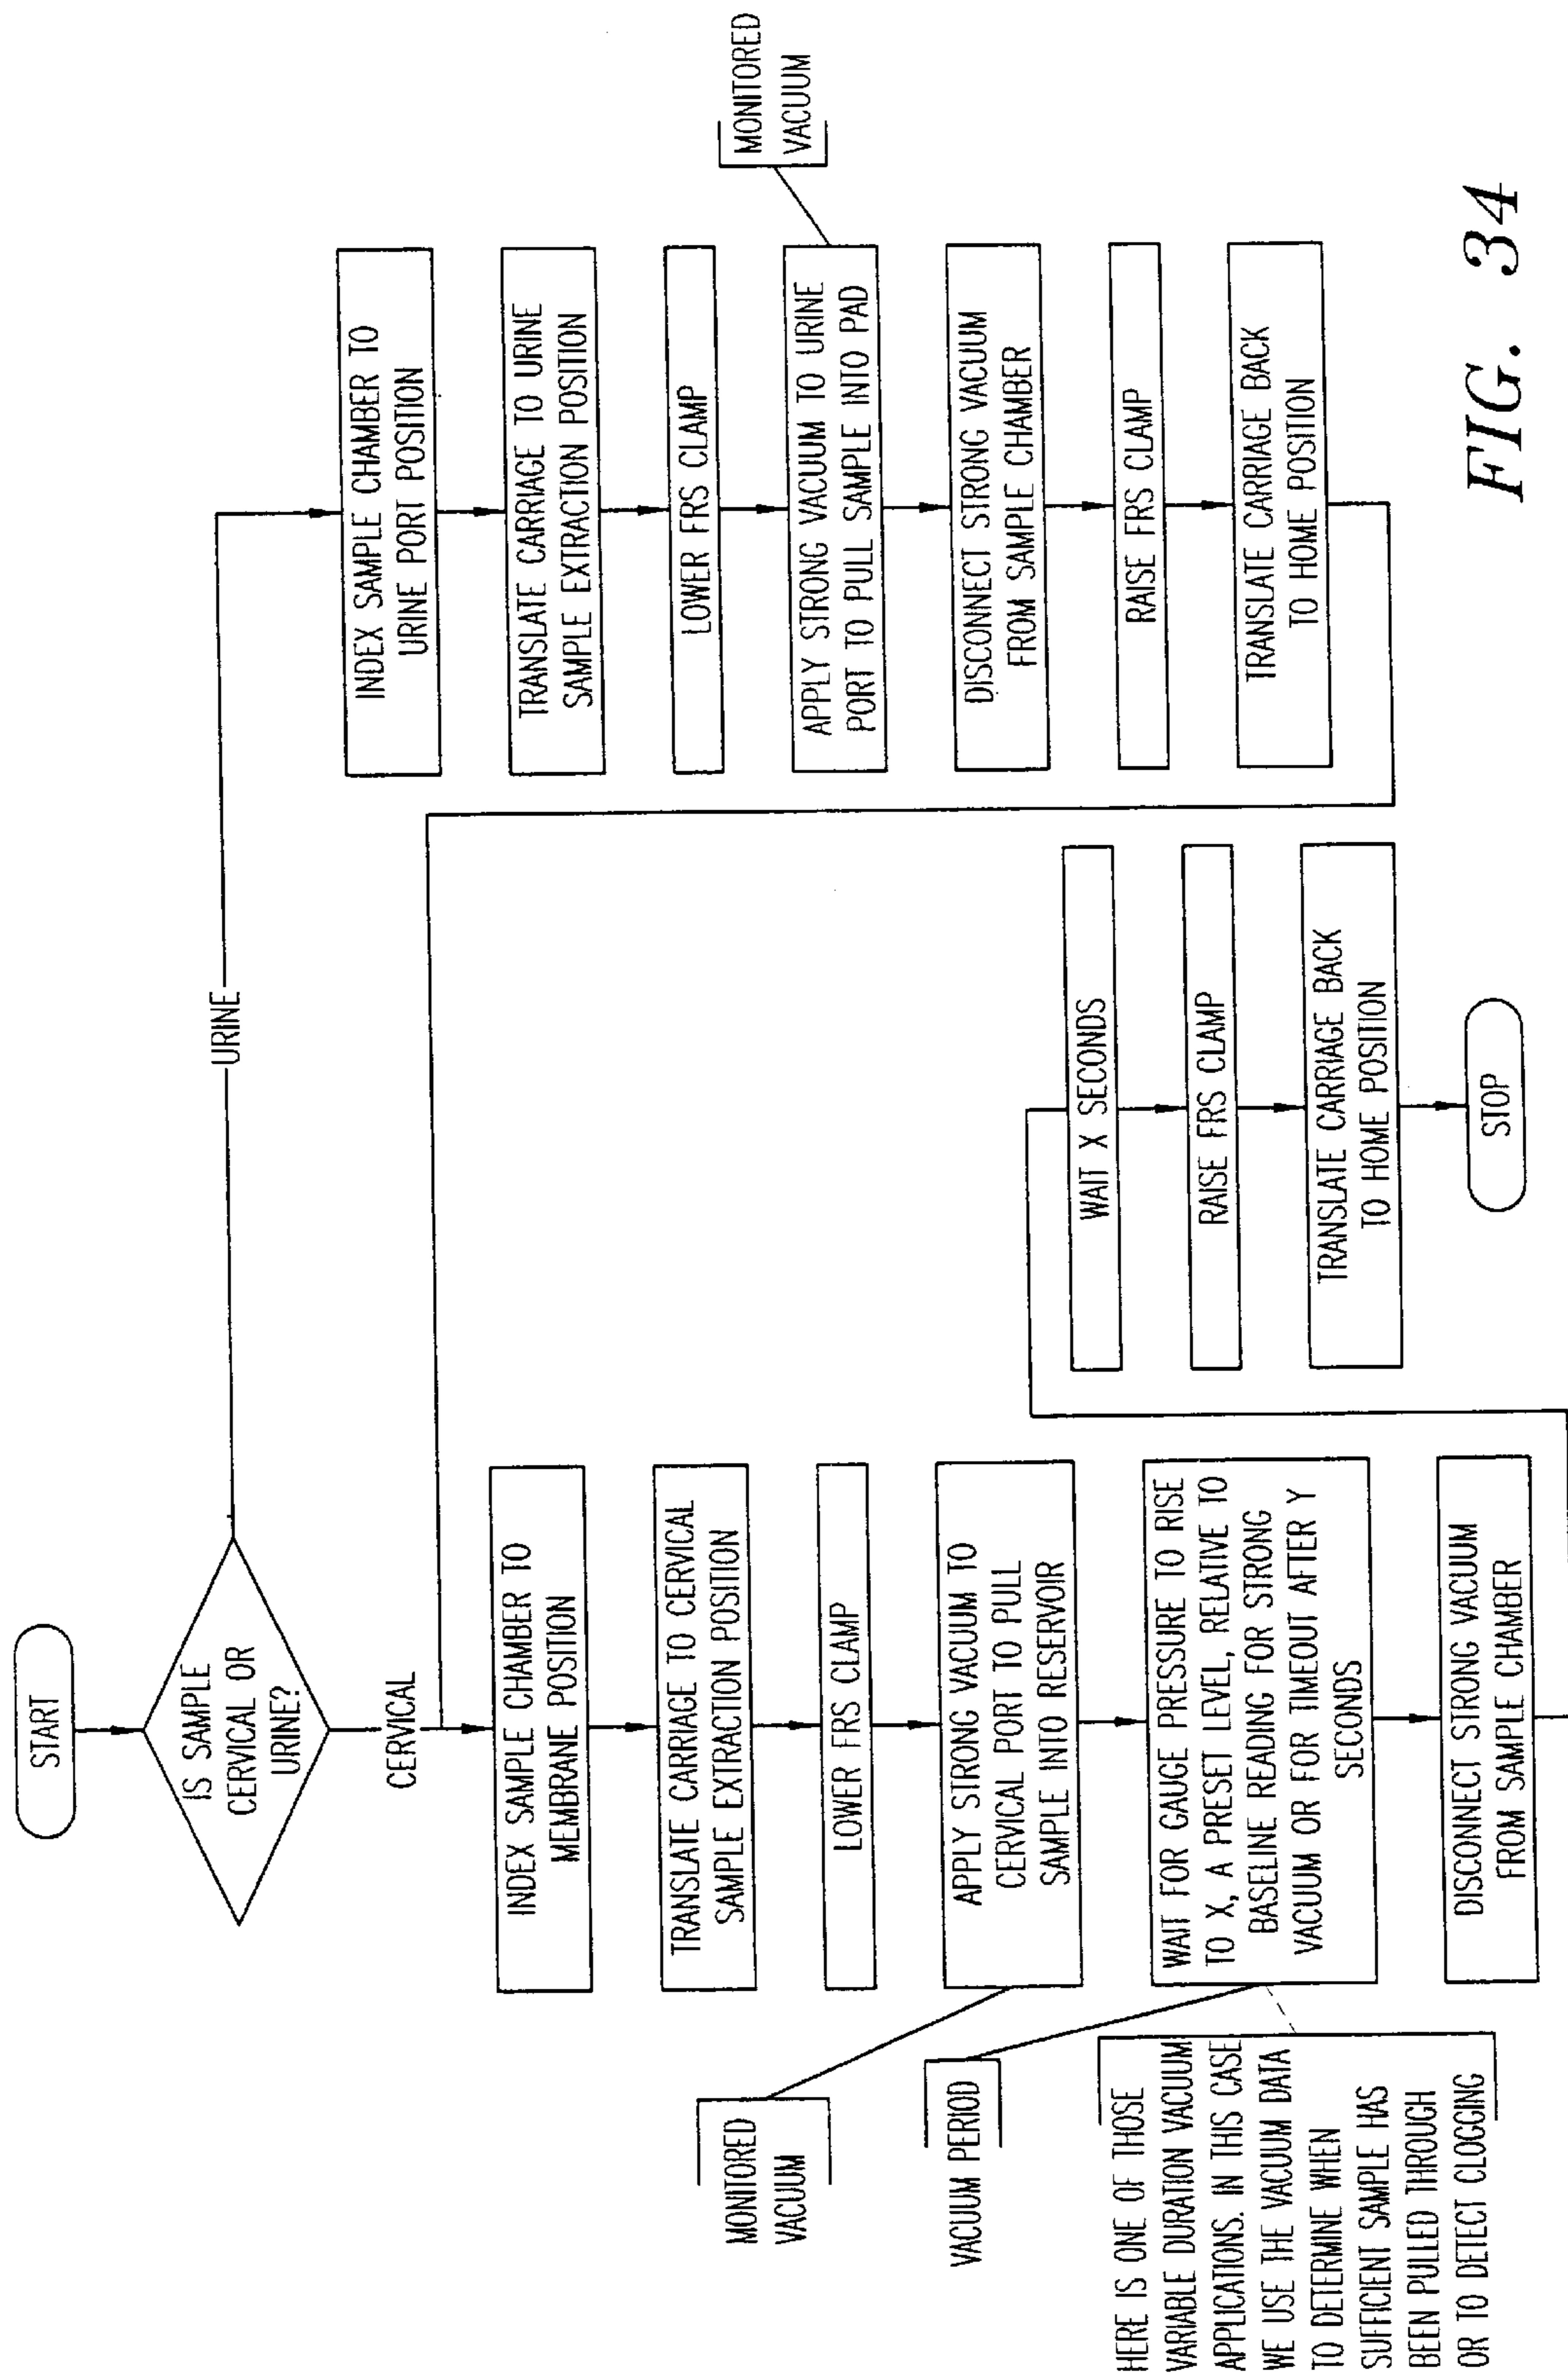 START
IS SAMPLE
CERVICAL OR
URINE?
URINE
CERVICAL
INDEX SAMPLE CHAMBER TO
MEMBRANE POSITION
TRANSLATE CARRIAGE TO CERVICAL
SAMPLE EXTRACTION POSITION
LOWER FRS CLAMP
APPLY STRONG VACUUM TO
CERVICAL PORT TO PULL
SAMPLE INTO RESERVOIR
MONITORED
VACUUM
WAIT FOR GAUGE PRESSURE TO RISE
TO X, A PRESET LEVEL, RELATIVE TO
BASELINE READING FOR STRONG
VACUUM OR FOR TIMEOUT AFTER Y
SECONDS
VACUUM PERIOD
HERE IS ONE OF THOSE
VARIABLE DURATION VACUUM
APPLICATIONS. IN THIS CASE
WE USE THE VACUUM DATA
TO DETERMINE WHEN
SUFFICIENT SAMPLE HAS
BEEN PULLED THROUGH
OR TO DETECT CLOGGING
DISCONNECT STRONG VACUUM
FROM SAMPLE CHAMBER
WAIT X SECONDS
RAISE FRS CLAMP
TRANSLATE CARRIAGE BACK
TO HOME POSITION
STOP
INDEX SAMPLE CHAMBER TO
URINE PORT POSITION
TRANSLATE CARRIAGE TO URINE
SAMPLE EXTRACTION POSITION
LOWER FRS CLAMP
APPLY STRONG VACUUM TO URINE
PORT TO PULL SAMPLE INTO PAD
MONITORED
VACUUM
DISCONNECT STRONG VACUUM
FROM SAMPLE CHAMBER
RAISE FRS CLAMP
TRANSLATE CARRIAGE BACK
TO HOME POSITION
FIG. 34